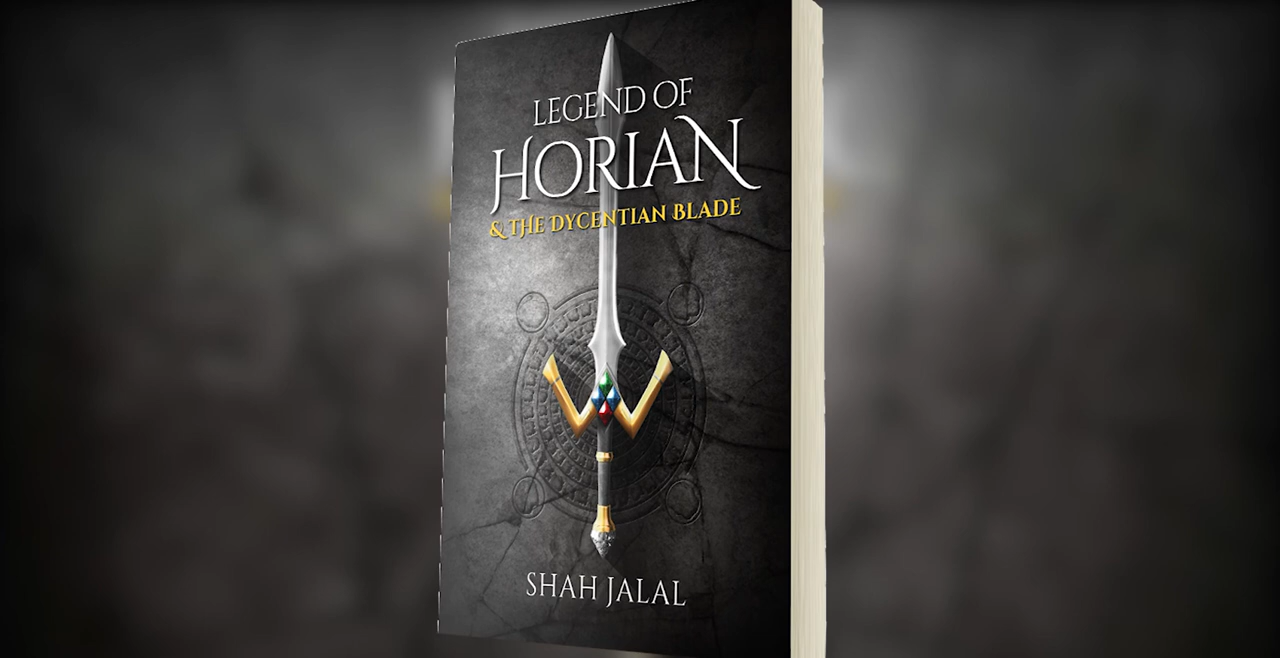 LEGEND OF
HORIAN
& THE DYCENTIAN BLADE
SHAH JALAL